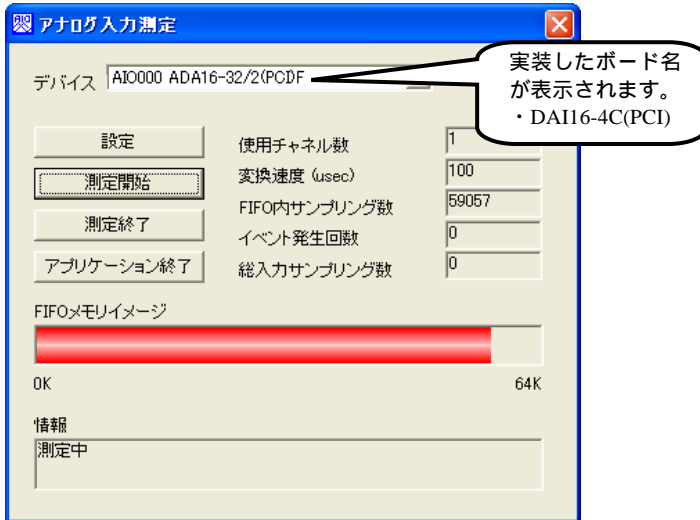 アナログ入力測定
デバイス AIO000 ADA16-32/2(PCI)F
実装したボード名
が表示されます。
・DAI16-4C(PCI)
設定
測定開始
測定終了
アプリケーション終了
使用チャネル数 1
変換速度 (usec) 100
FIFO内サンプリング数 59057
イベント発生回数 0
総入力サンプリング数 0
FIFOメモリイメージ
0K 64K
情報
測定中